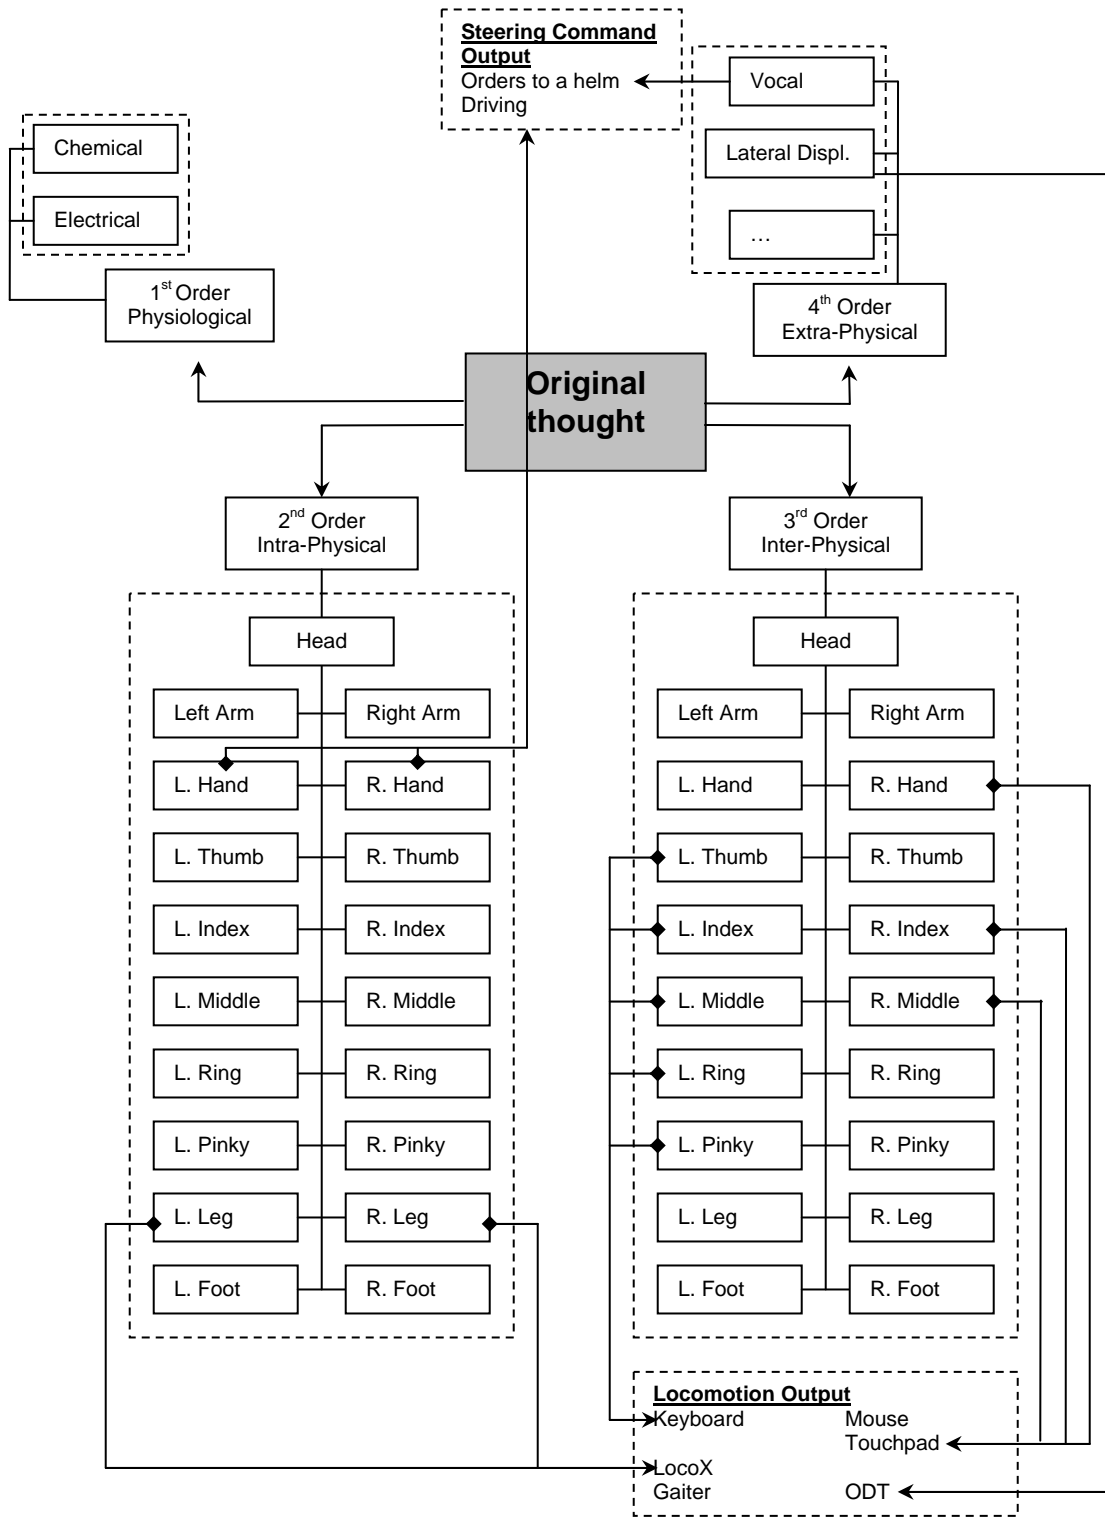 Steering Command
Output
Orders to a helm
Driving
Vocal
Lateral Displ.
…
Chemical
Electrical
1st Order
Physiological
4th Order
Extra-Physical
Original
thought
2nd Order
Intra-Physical
3rd Order
Inter-Physical
Head
Left Arm Right Arm
L. Hand R. Hand
L. Thumb R. Thumb
L. Index R. Index
L. Middle R. Middle
L. Ring R. Ring
L. Pinky R. Pinky
L. Leg R. Leg
L. Foot R. Foot
Head
Left Arm Right Arm
L. Hand R. Hand
L. Thumb R. Thumb
L. Index R. Index
L. Middle R. Middle
L. Ring R. Ring
L. Pinky R. Pinky
L. Leg R. Leg
L. Foot R. Foot
Locomotion Output
Keyboard Mouse
Touchpad
LocoX
Gaiter ODT